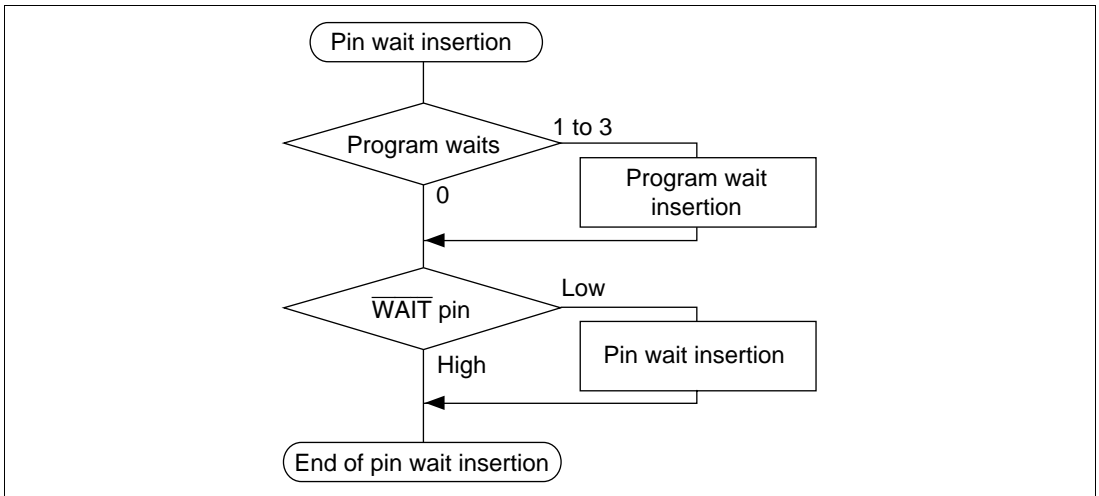 Pin wait insertion
Program waits
1 to 3
Program wait
insertion
0
W̅A̅I̅T̅ pin
Low
Pin wait insertion
High
End of pin wait insertion